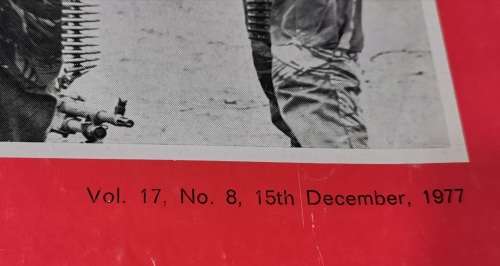 Vol. 17, No. 8, 15th December, 1977